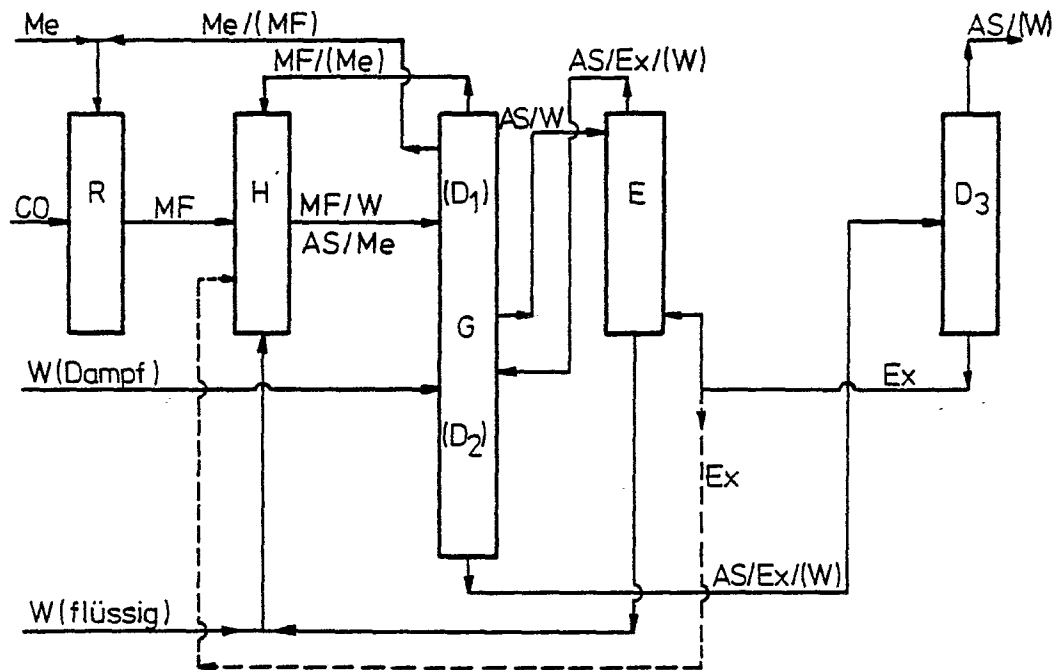 Me
Me/(MF)
AS/(W)
MF/(Me)
AS/Ex/(W)
AS/W
R
H
(D1)
E
D3
CO
MF
MF/W
AS/Me
G
W(Dampf)
Ex
(D2)
Ex
AS/Ex/(W)
W(flüssig)